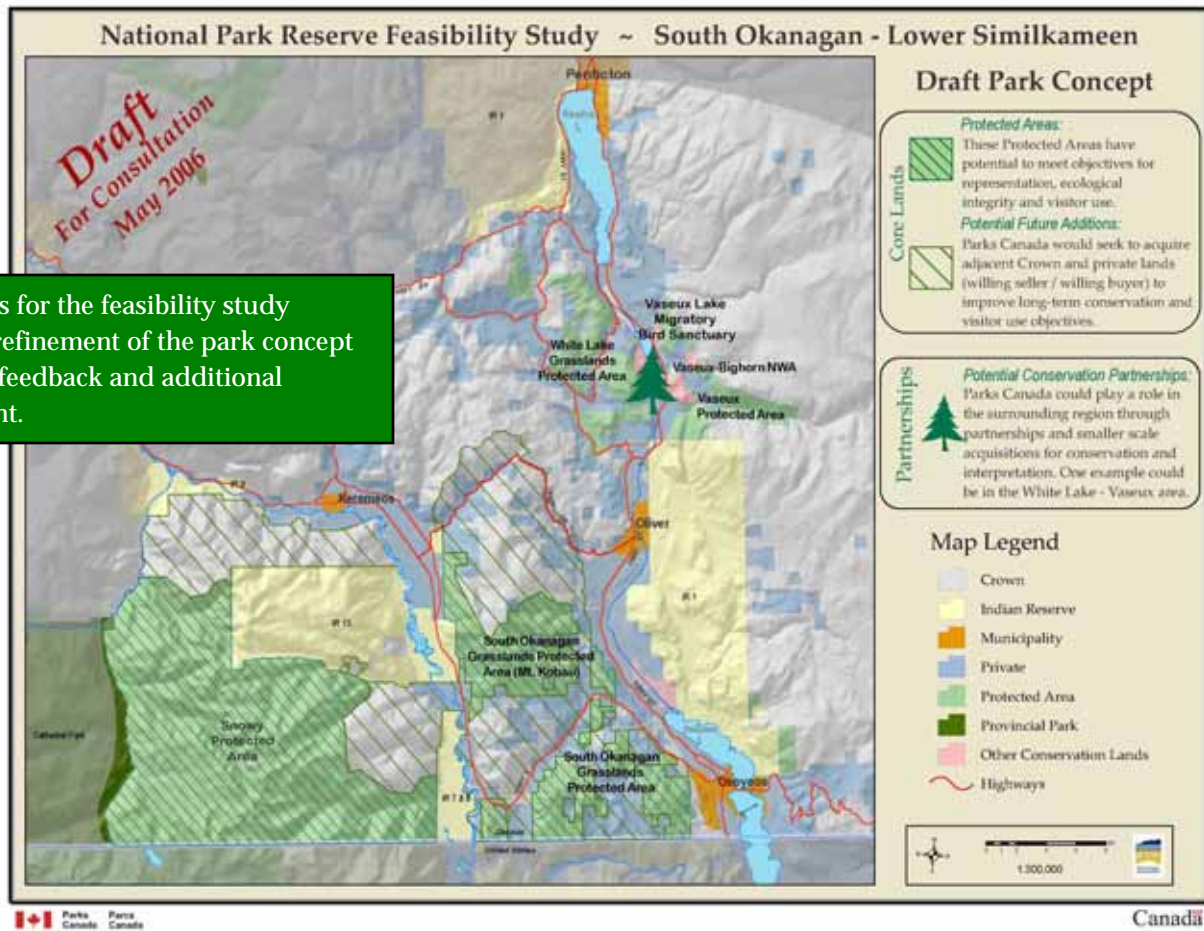 National Park Reserve Feasibility Study ~ South Okanagan - Lower Similkameen
Draft
For Consultation
May 2006
s for the feasibility study
refinement of the park concept
feedback and additional
nt.
Penticton
Vaseux Lake
Migratory
Bird Sanctuary
White Lake
Grasslands
Protected Area
Vaseux-Bighorn NWA
Vaseux
Protected Area
Keremeos
Oliver
IR 1
South Okanagan
Grasslands Protected
Area (Mt. Kobau)
Snowy
Protected
Area
South Okanagan
Grasslands
Protected Area
Osoyoos
United States
Draft Park Concept
Core Lands
Protected Areas:
These Protected Areas have
potential to meet objectives for
representation, ecological
integrity and visitor use.
Potential Future Additions:
Parks Canada would seek to acquire
adjacent Crown and private lands
(willing seller / willing buyer) to
improve long-term conservation and
visitor use objectives.
Partnerships
Potential Conservation Partnerships:
Parks Canada could play a role in
the surrounding region through
partnerships and smaller scale
acquisitions for conservation and
interpretation. One example could
be in the White Lake - Vaseux area.
Map Legend
Crown
Indian Reserve
Municipality
Private
Protected Area
Provincial Park
Other Conservation Lands
Highways
1:300,000
Parks Canada
Parcs Canada
Canada